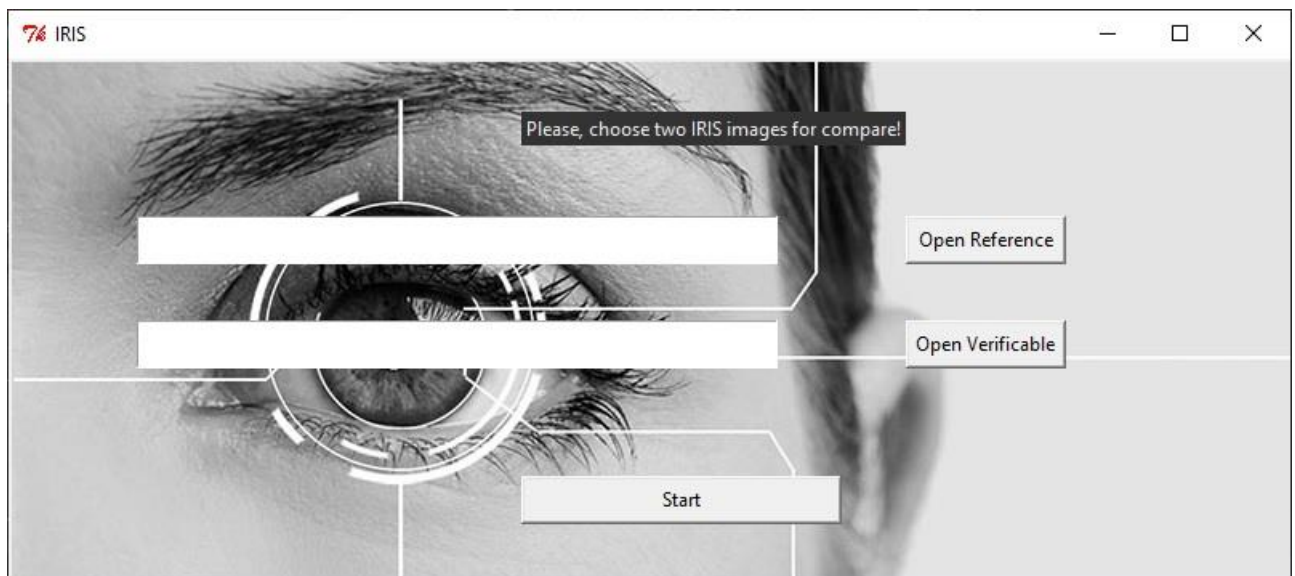 IRIS
Please, choose two IRIS images for compare!
Open Reference
Open Verificable
Start